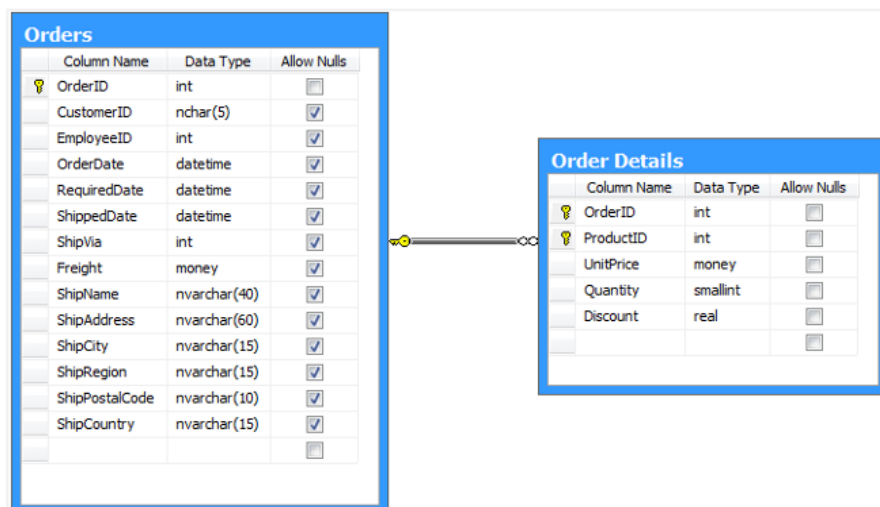 Orders
Column Name Data Type Allow Nulls
OrderID int
CustomerID nchar(5)
EmployeeID int
OrderDate datetime
RequiredDate datetime
ShippedDate datetime
ShipVia int
Freight money
ShipName nvarchar(40)
ShipAddress nvarchar(60)
ShipCity nvarchar(15)
ShipRegion nvarchar(15)
ShipPostalCode nvarchar(10)
ShipCountry nvarchar(15)
Order Details
Column Name Data Type Allow Nulls
OrderID int
ProductID int
UnitPrice money
Quantity smallint
Discount real